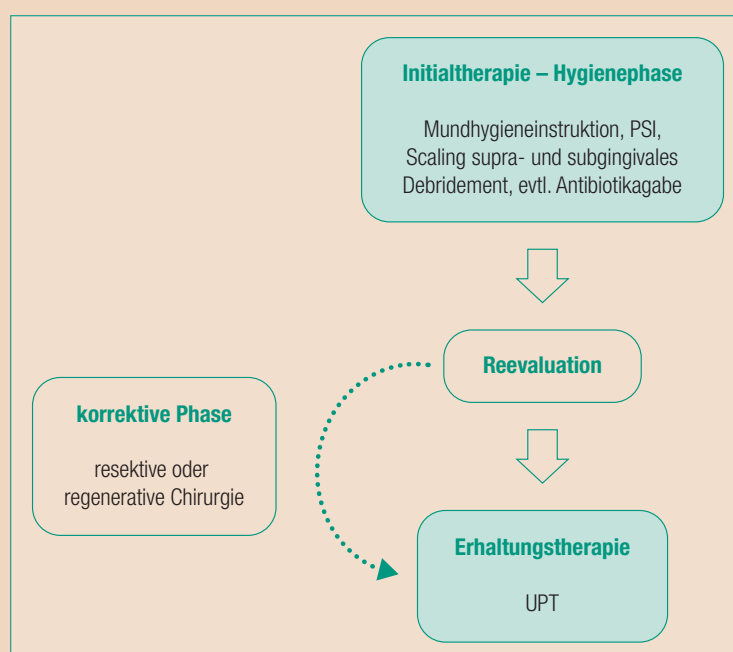 Initialtherapie – Hygienephase
Mundhygieneinstruktion, PSI,
Scaling supra- und subgingivales
Debridement, evtl. Antibiotikagabe
Reevaluation
korrektive Phase
resektive oder
regenerative Chirurgie
Erhaltungstherapie
UPT